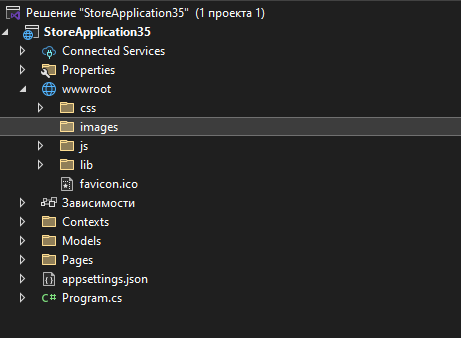 Решение "StoreApplication35" (1 проекта 1)
StoreApplication35
Connected Services
Properties
wwwroot
css
images
js
lib
favicon.ico
Зависимости
Contexts
Models
Pages
appsettings.json
C# Program.cs